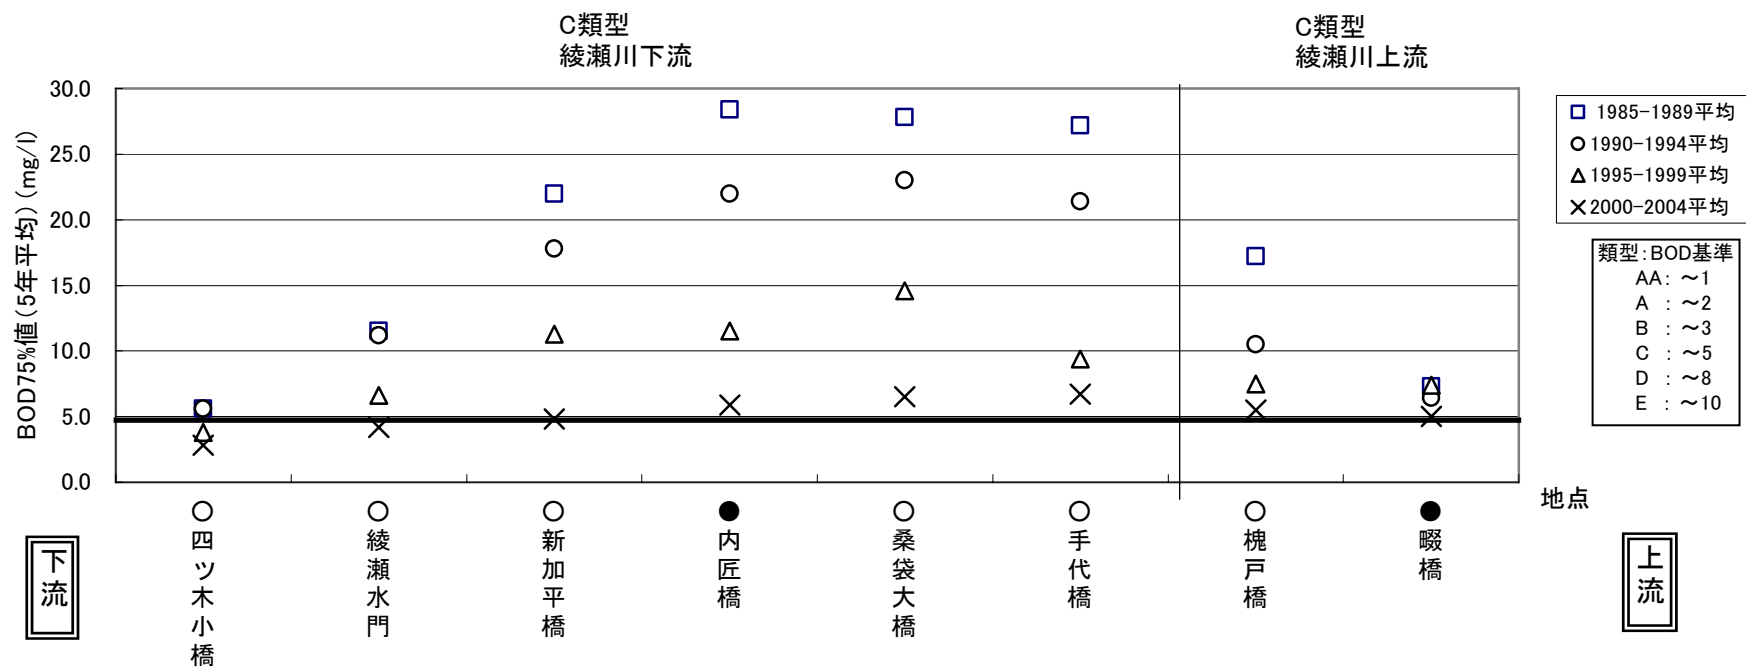 C類型
綾瀬川下流
C類型
綾瀬川上流
BOD75%値(5年平均)(mg/l)
30.0
25.0
20.0
15.0
10.0
5.0
0.0
1985-1989平均
1990-1994平均
1995-1999平均
2000-2004平均
類型:BOD基準
AA: ～1
A : ～2
B : ～3
C : ～5
D : ～8
E : ～10
地点
下流
四ツ木小橋
綾瀬水門
新加平橋
内匠橋
桑袋大橋
手代橋
槐戸橋
畷橋
上流